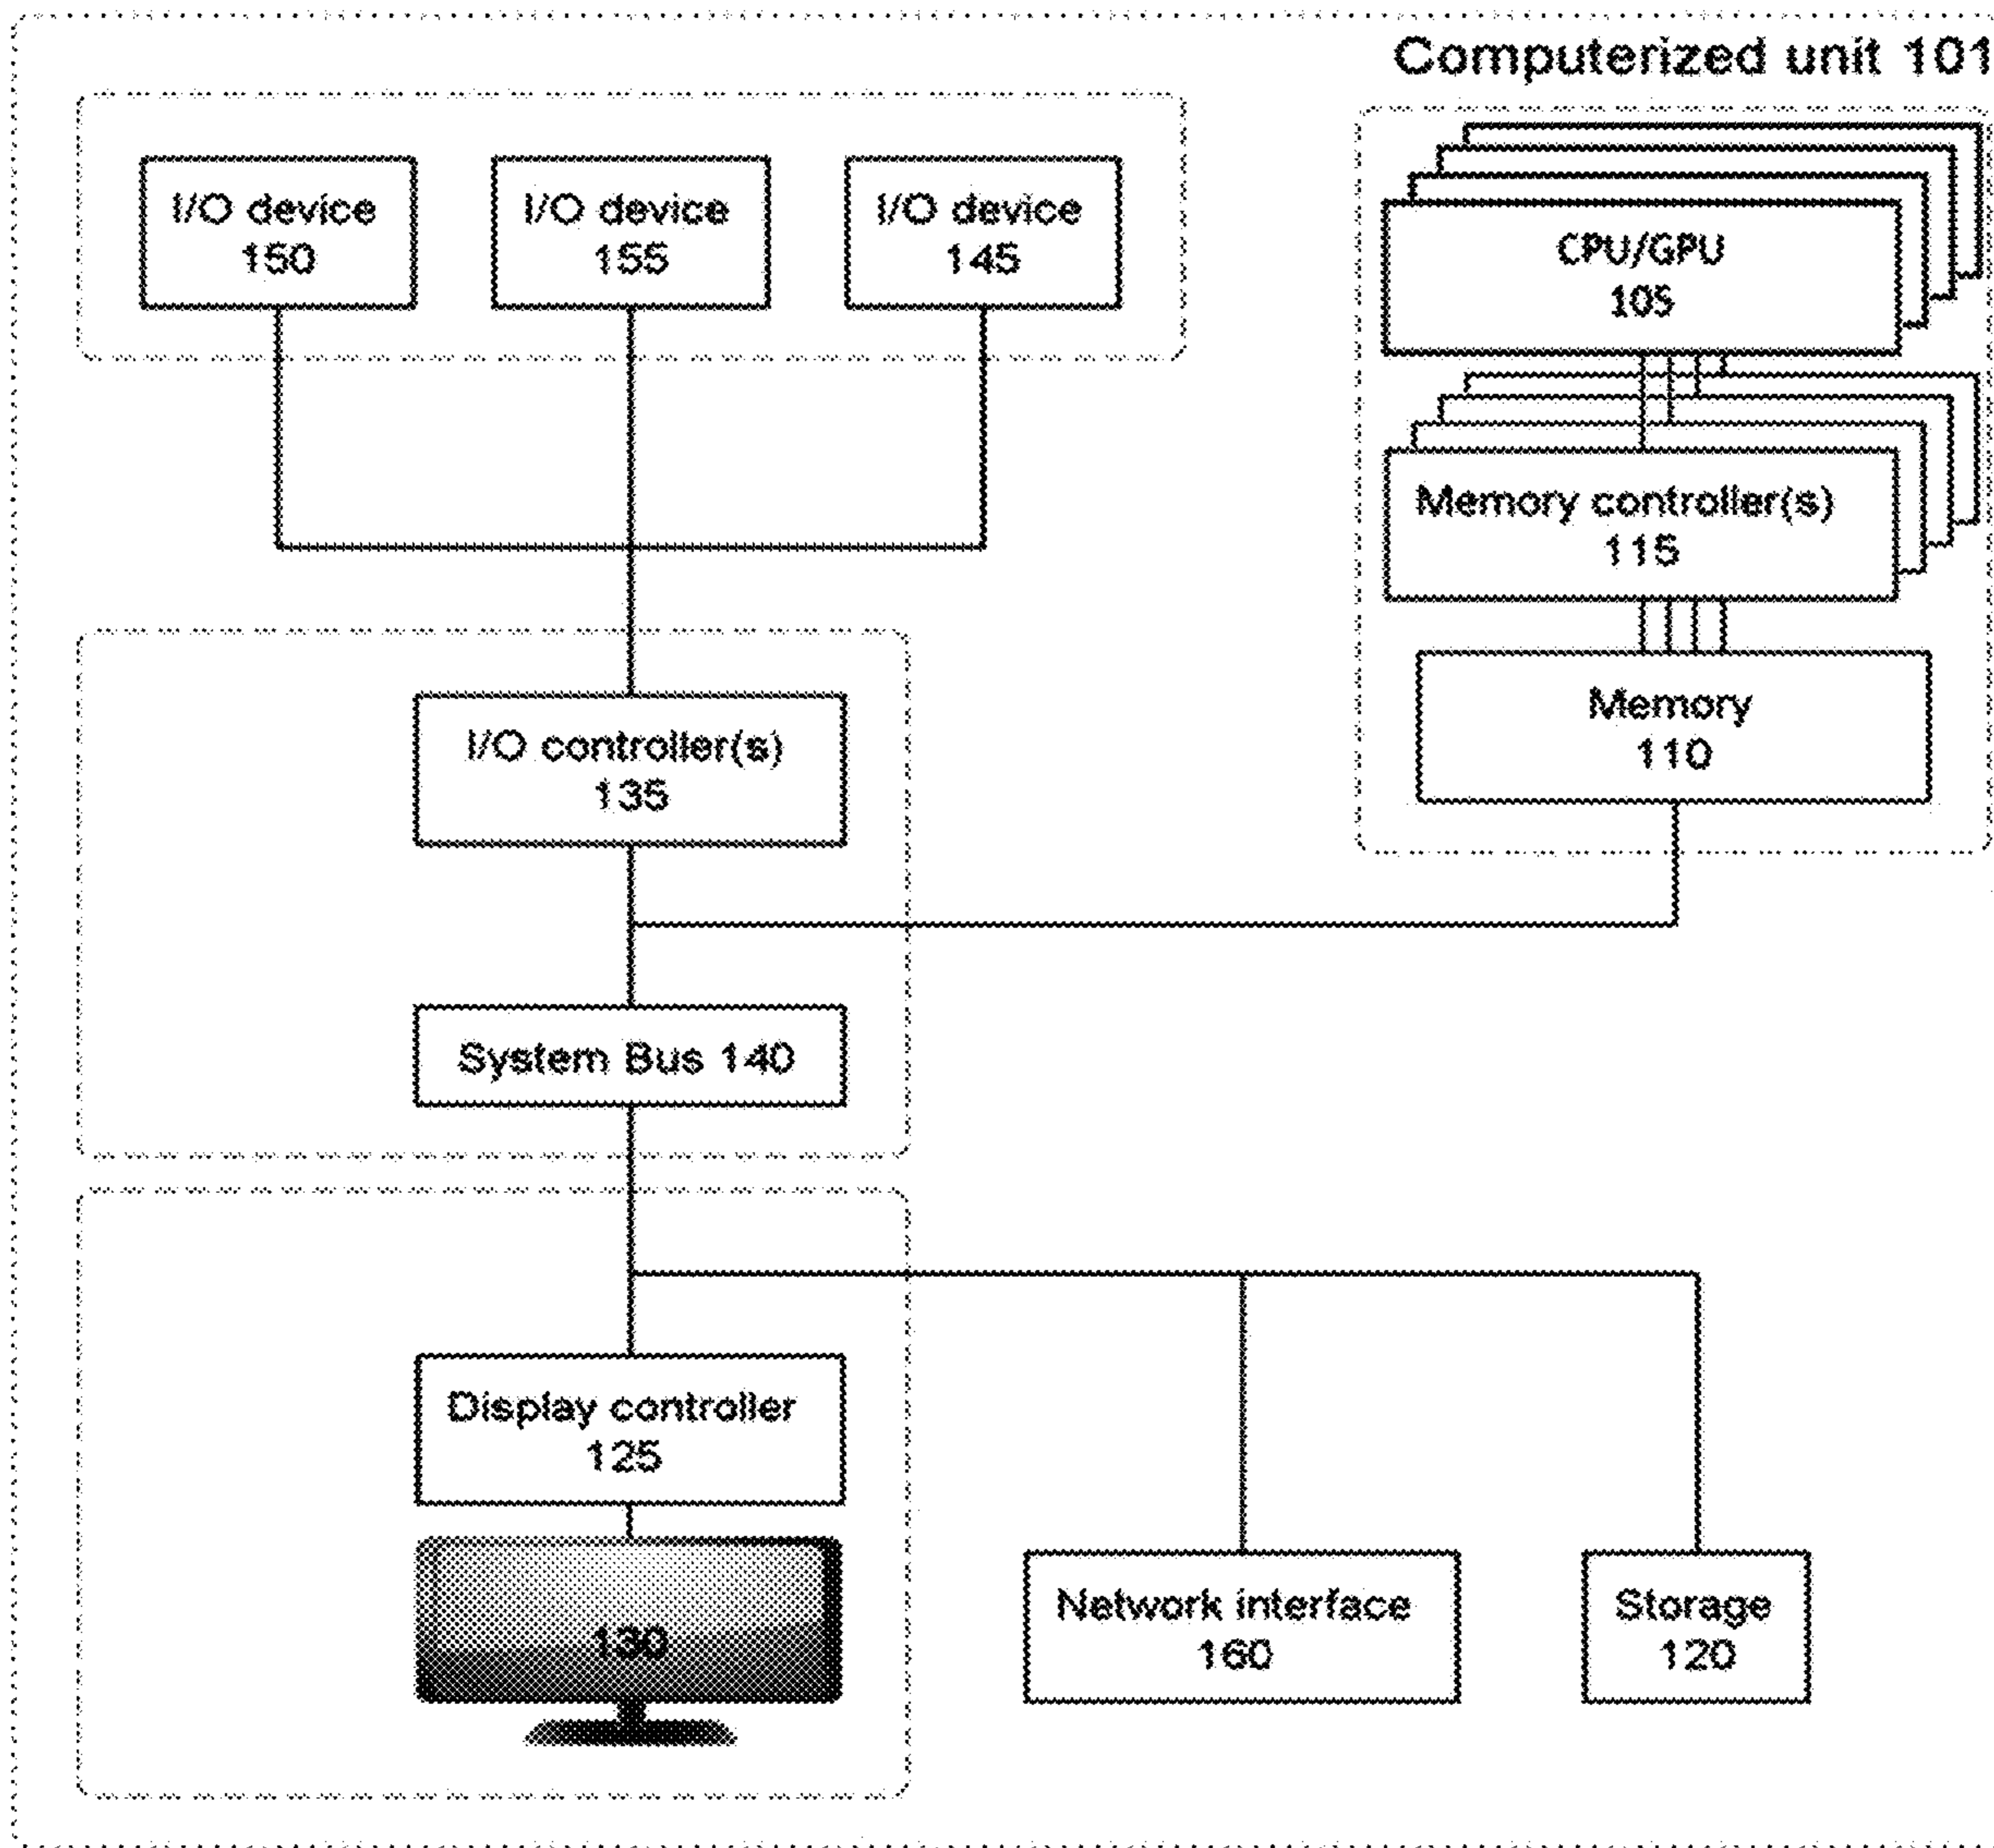 Computerized unit 101
I/O device
150
I/O device
155
I/O device
145
CPU/GPU
105
Memory controller(s)
115
Memory
110
I/O controller(s)
135
System Bus 140
Display controller
125
130
Network interface
160
Storage
120